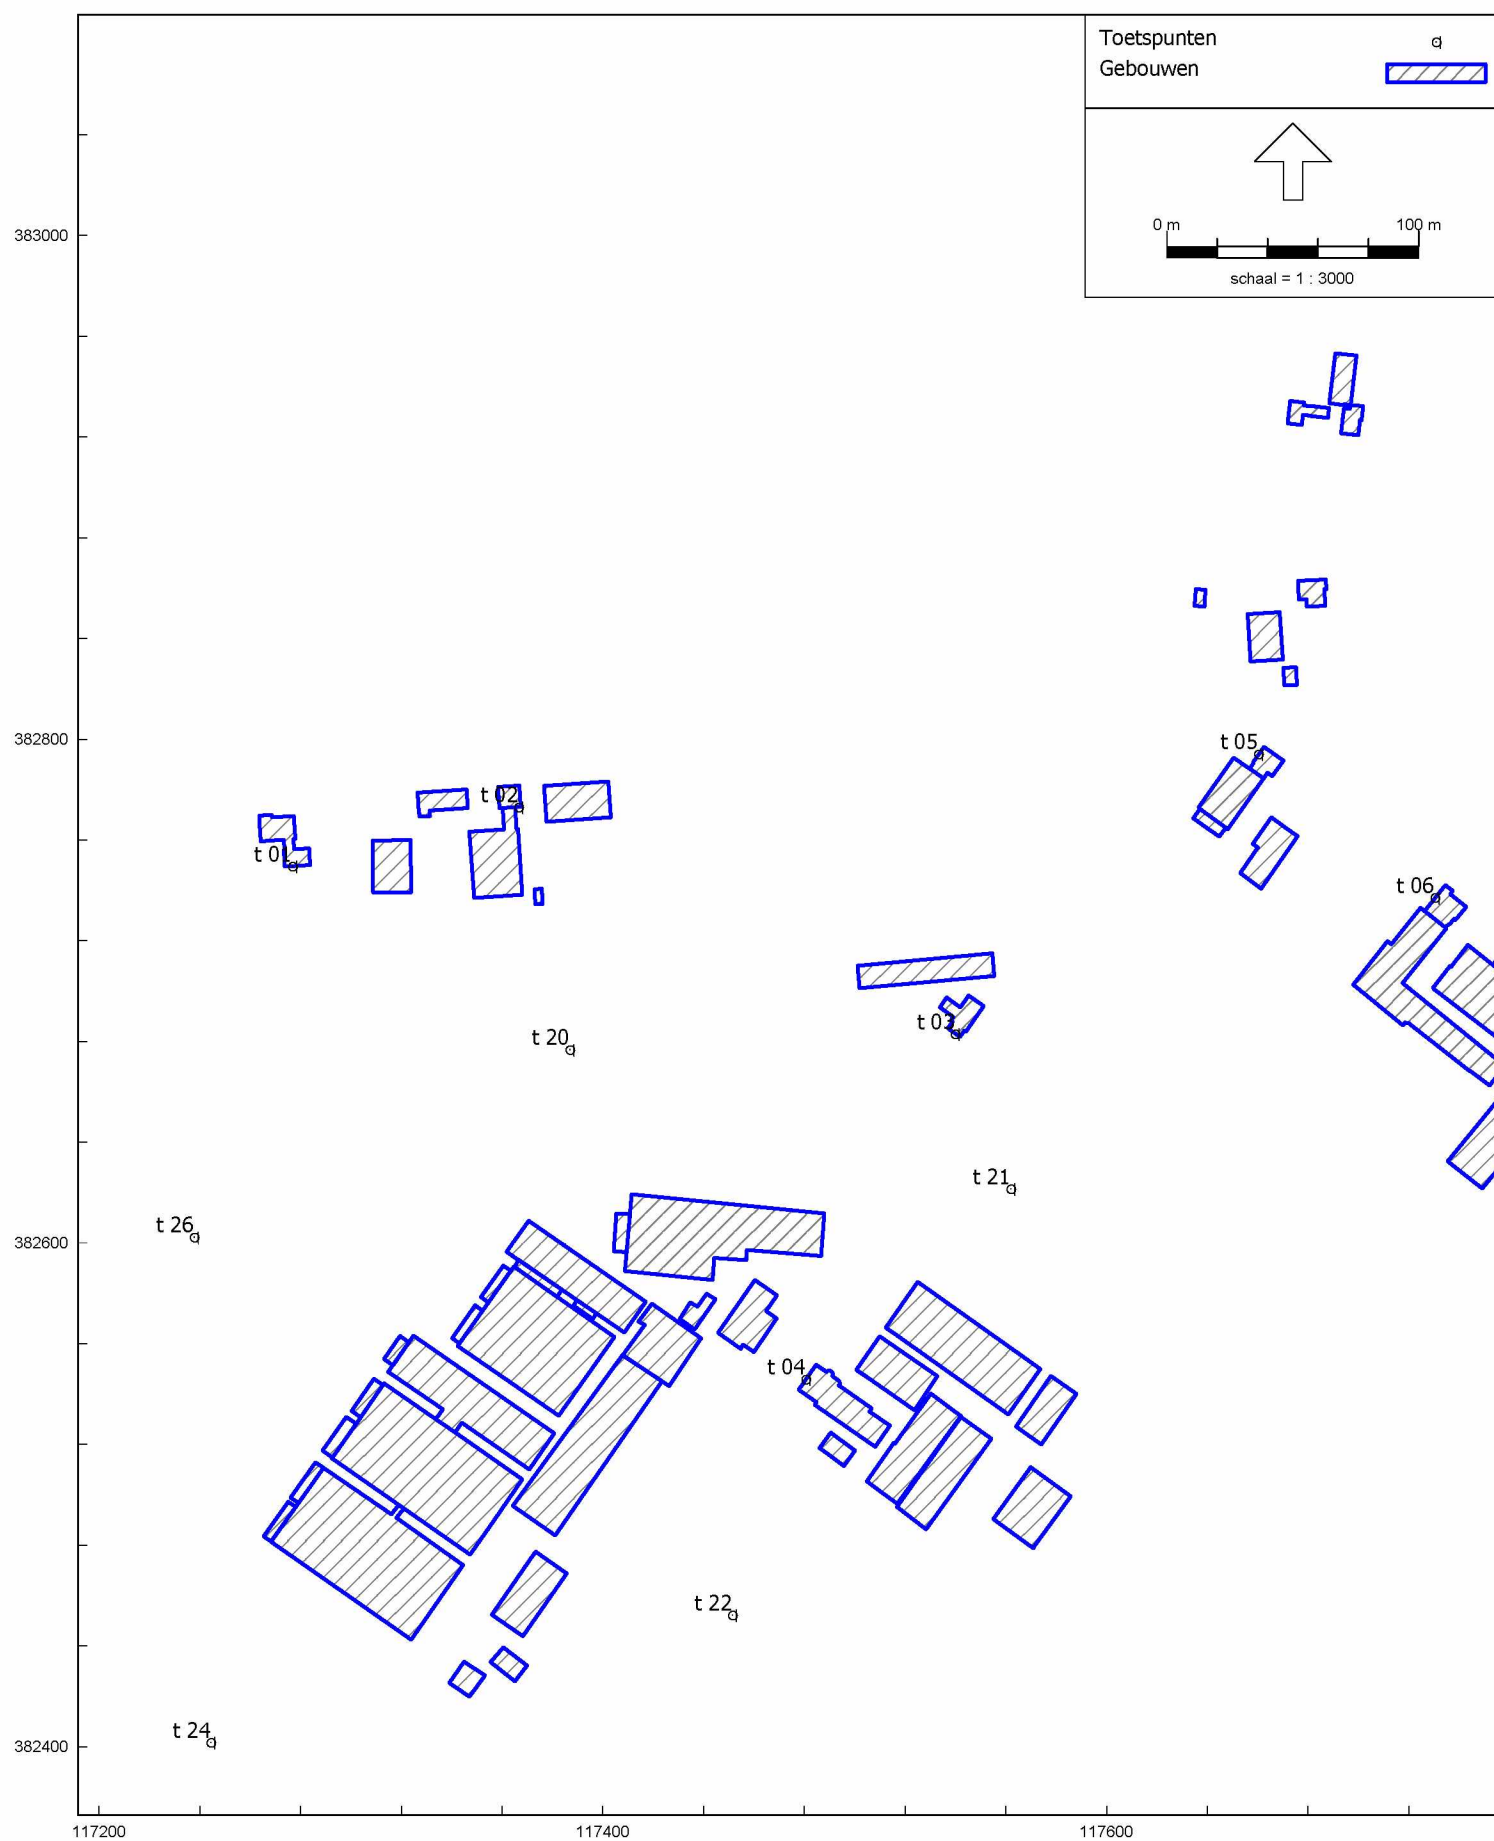 Toetspunten
Gebouwen
0 m 100 m
schaal = 1 : 3000
383000
382800
t 05
t 02
t 01
t 06
t 03
t 20
t 21
t 26
382600
t 04
t 22
t 24
382400
117200 117400 117600